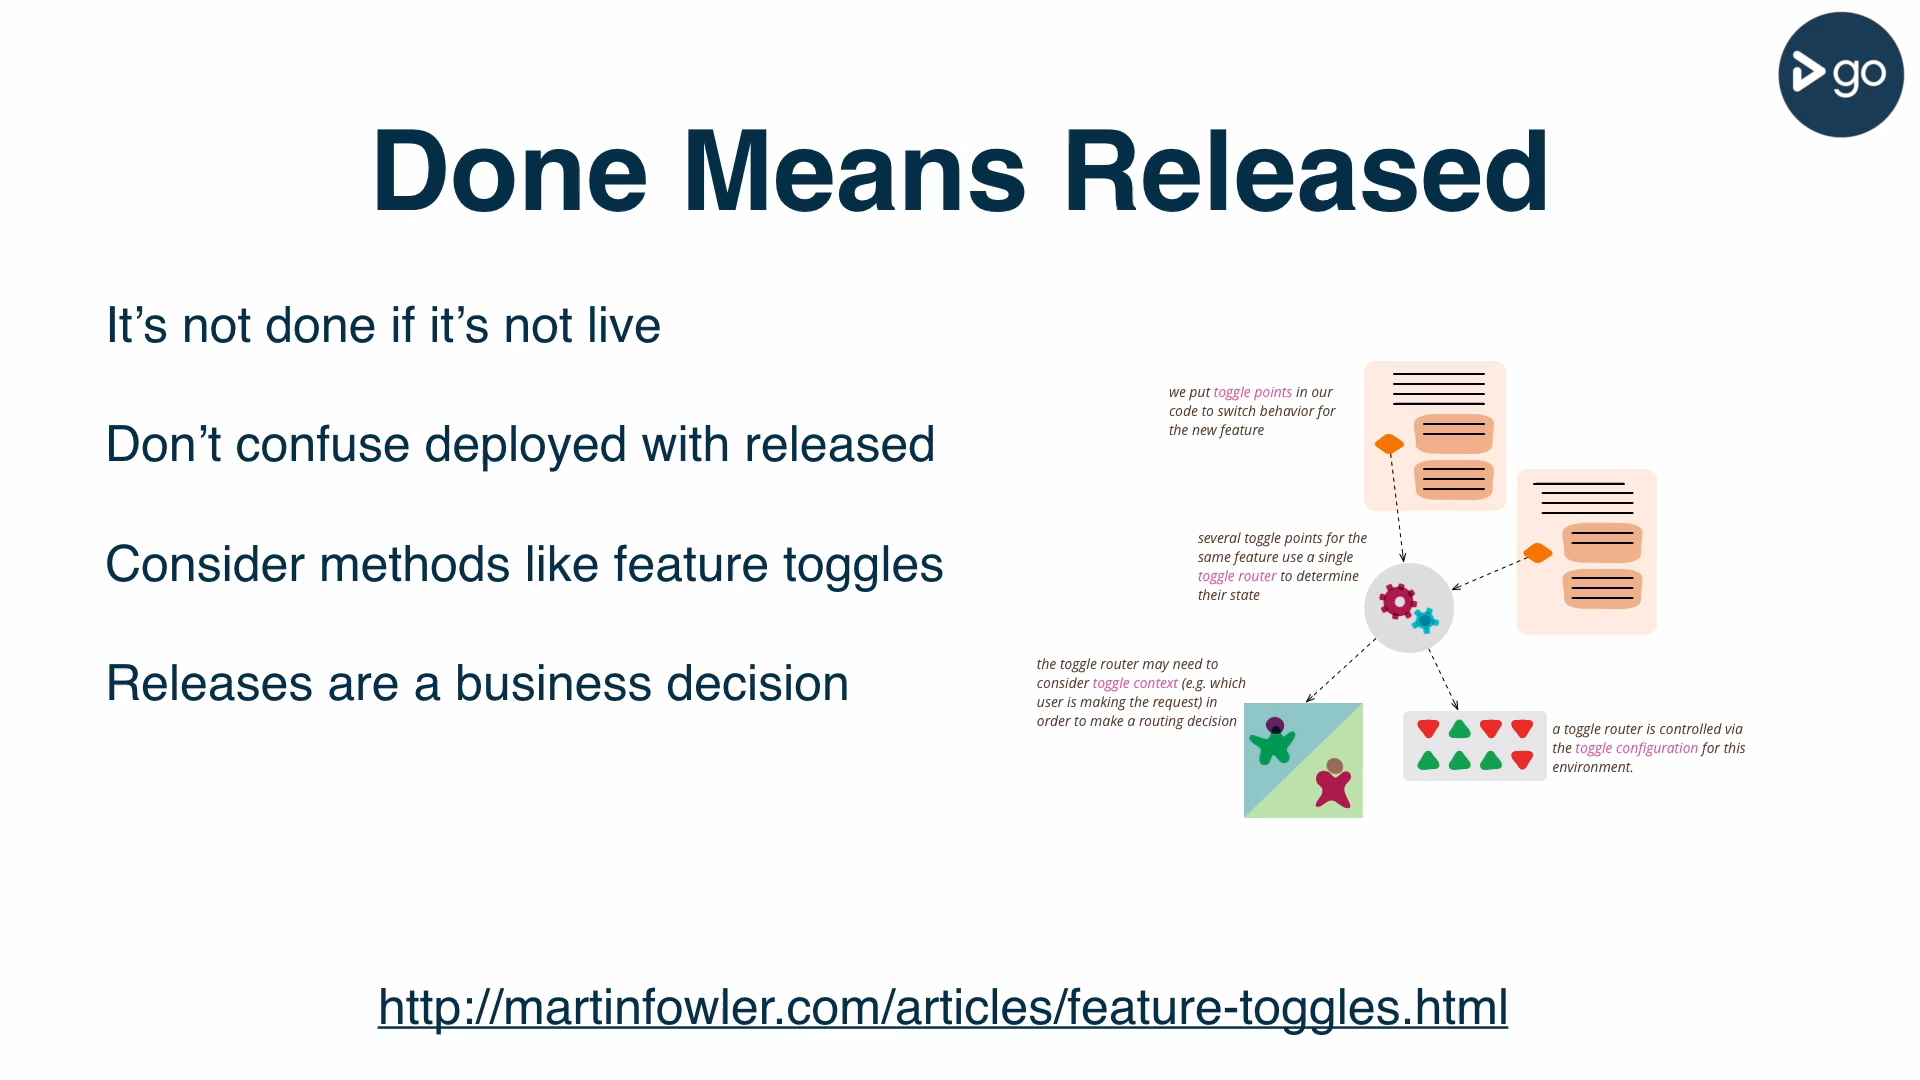 go
Done Means Released
It’s not done if it’s not live
Don’t confuse deployed with released
Consider methods like feature toggles
Releases are a business decision
we put toggle points in our
code to switch behavior for
the new feature
several toggle points for the
same feature use a single
toggle router to determine
their state
the toggle router may need to
consider toggle context (e.g. which
user is making the request) in
order to make a routing decision
a toggle router is controlled via
the toggle configuration for this
environment.
http://martinfowler.com/articles/feature-toggles.html